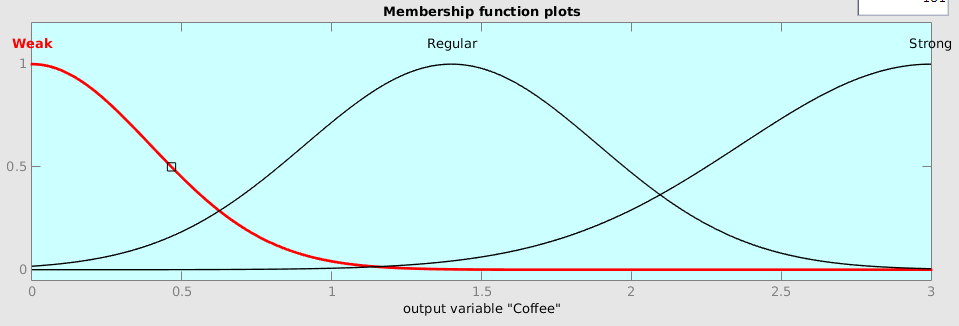 Membership function plots
Weak Regular Strong
1
0.5
0
0 0.5 1 1.5 2 2.5 3
output variable "Coffee"